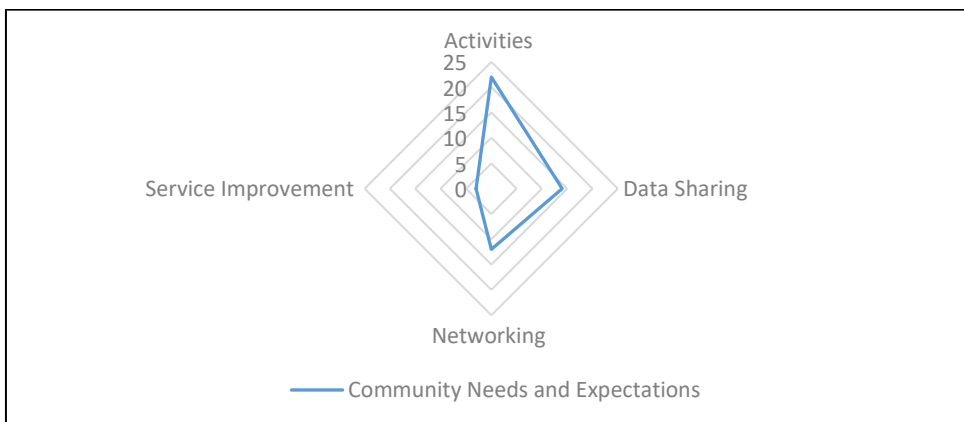 Activities
25
20
15
10
5
0
Service Improvement
Data Sharing
Networking
Community Needs and Expectations